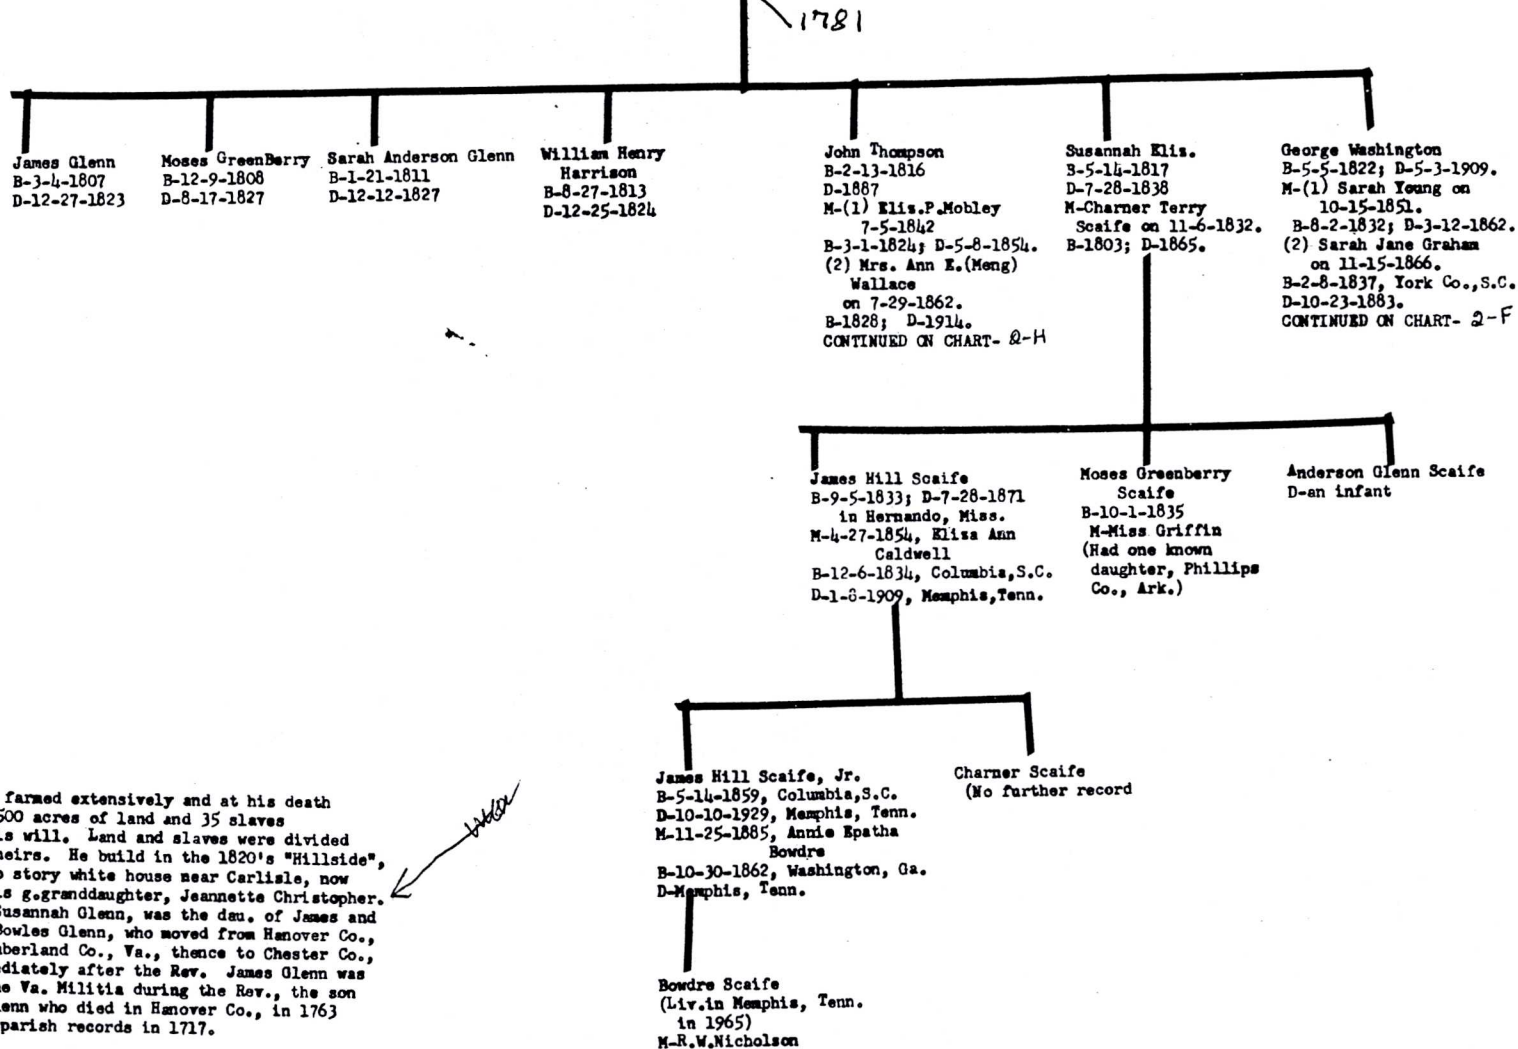 1781
James Glenn
B-3-4-1807
D-12-27-1823
Moses GreenBerry
B-12-9-1808
D-8-17-1827
Sarah Anderson Glenn
B-1-21-1811
D-12-12-1827
William Henry
Harrison
B-8-27-1813
D-12-25-1824
John Thompson
B-2-13-1816
D-1887
M-(1) Elis.P.Mobley
7-5-1842
B-3-1-1824; D-5-8-1854.
(2) Mrs. Ann E.(Meng)
Wallace
on 7-29-1862.
B-1828; D-1914.
CONTINUED ON CHART- 2-H
Susannah Elis.
B-5-14-1817
D-7-28-1838
M-Charner Terry
Scaife on 11-6-1832.
B-1803; D-1865.
George Washington
B-5-5-1822; D-5-3-1909.
M-(1) Sarah Young on
10-15-1851.
B-8-2-1832; D-3-12-1862.
(2) Sarah Jane Graham
on 11-15-1866.
B-2-8-1837, York Co.,S.C.
D-10-23-1883.
CONTINUED ON CHART- 2-F
James Hill Scaife
B-9-5-1833; D-7-28-1871
in Hernando, Miss.
M-4-27-1854, Eliza Ann
Caldwell
B-12-6-1834, Columbia,S.C.
D-1-8-1909, Memphis,Tenn.
Moses Greenberry
Scaife
B-10-1-1835
M-Miss Griffin
(Had one known
daughter, Phillips
Co., Ark.)
Anderson Glenn Scaife
D-an infant
James Hill Scaife, Jr.
B-5-14-1859, Columbia,S.C.
D-10-10-1929, Memphis, Tenn.
M-11-25-1885, Annie Epatha
Bowdre
B-10-30-1862, Washington, Ga.
D-Memphis, Tenn.
Charner Scaife
(No further record
Bowdre Scaife
(Liv.in Memphis, Tenn.
in 1965)
M-R.W.Nicholson
farmed extensively and at his death
500 acres of land and 35 slaves
is will. Land and slaves were divided
heirs. He build in the 1820's "Hillside",
o story white house near Carlisle, now
is g.granddaughter, Jeannette Christopher.
Susannah Glenn, was the dau. of James and
Bowles Glenn, who moved from Hanover Co.,
mberland Co., Va., thence to Chester Co.,
ediately after the Rev. James Glenn was
he Va. Militia during the Rev., the son
lenn who died in Hanover Co., in 1763
parish records in 1717.